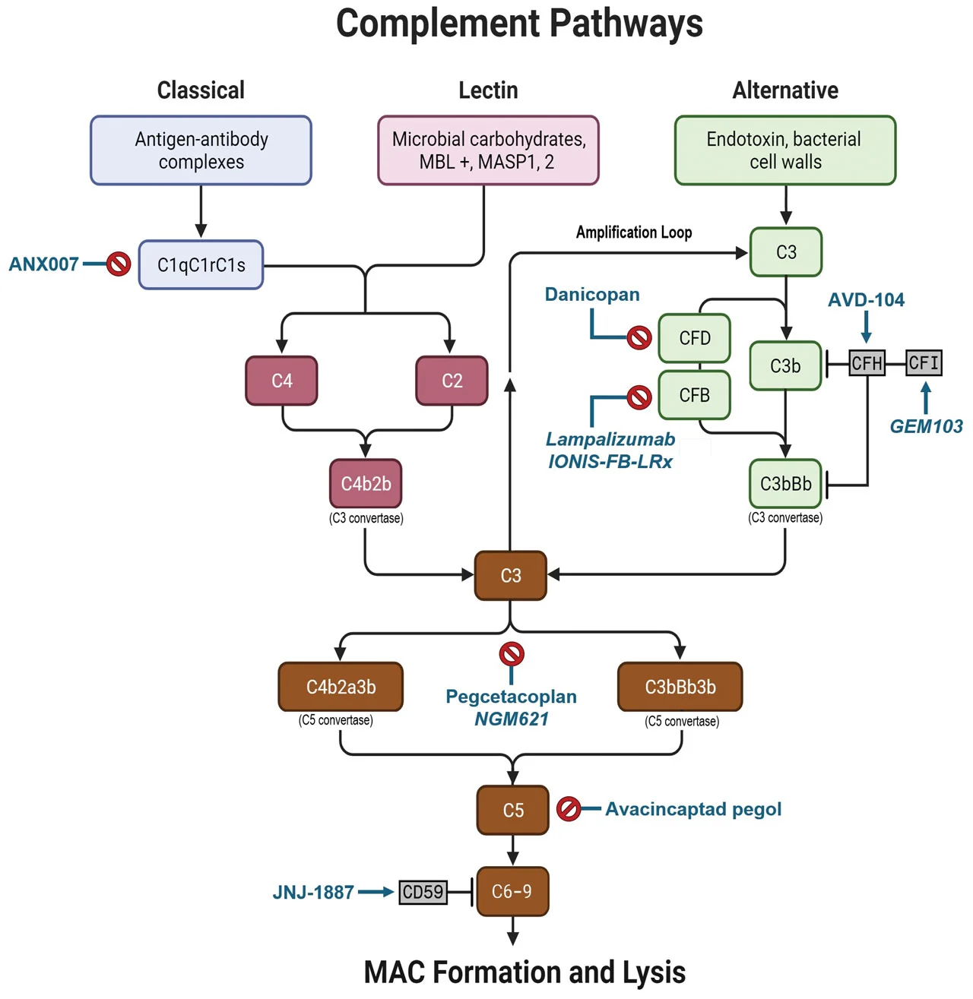 Complement Pathways
Classical
Lectin
Alternative
Antigen-antibody
complexes
Microbial carbohydrates,
MBL +, MASP1, 2
Endotoxin, bacterial
cell walls
Amplification Loop
C3
ANX007
C1qC1rC1s
Danicopan
AVD-104
CFD
C3b
CFH
CFI
C4
C2
CFB
GEM103
Lampalizumab
IONIS-FB-LRx
C4b2b
(C3 convertase)
C3bBb
(C3 convertase)
C3
C4b2a3b
(C5 convertase)
Pegcetacoplan
NGM621
C3bBb3b
(C5 convertase)
C5
Avacincaptad pegol
JNJ-1887
CD59
C6-9
MAC Formation and Lysis